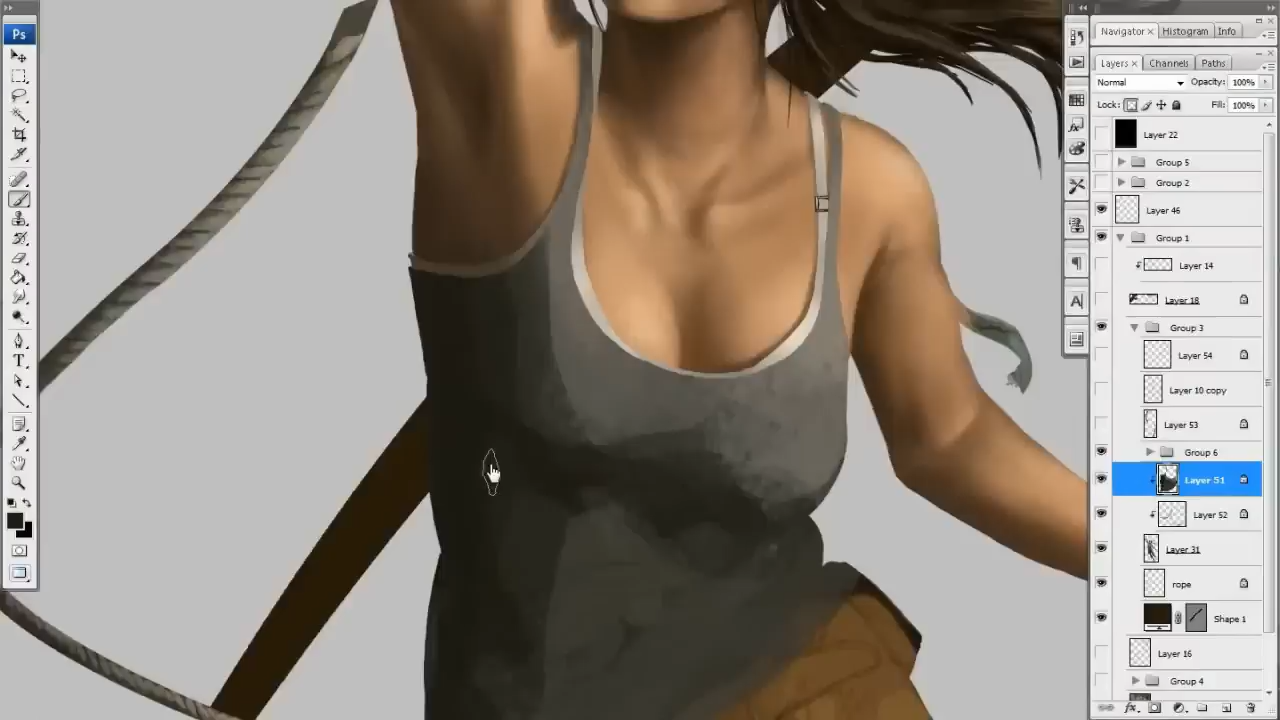 Ps
Navigator × Histogram Info
Layers × Channels Paths
Normal Opacity: 100%
Lock: Fill: 100%
Layer 22
Group 5
Group 2
Layer 46
Group 1
Layer 14
Layer 18
Group 3
Layer 54
Layer 10 copy
Layer 53
Group 6
Layer 51
Layer 52
Layer 31
rope
Shape 1
Layer 16
Group 4